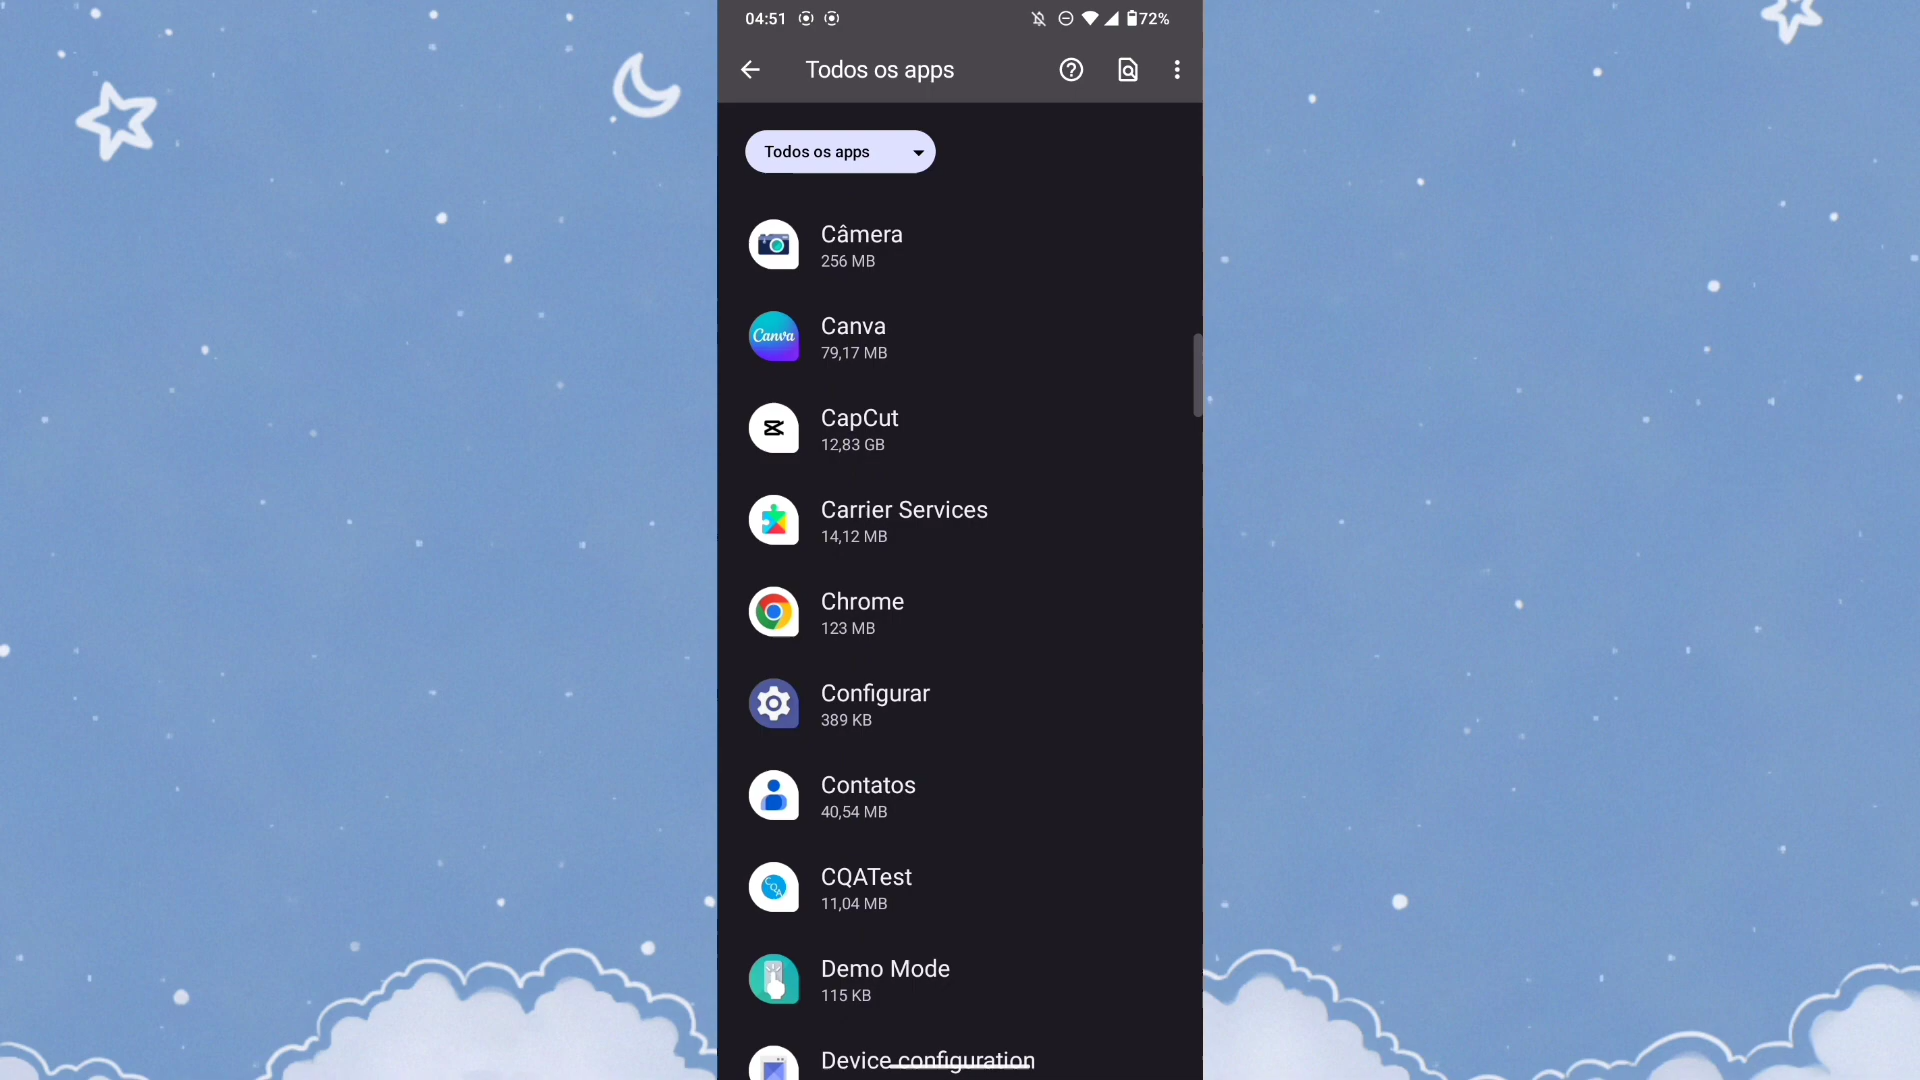 04:51
72%
Todos os apps
Todos os apps
Câmera
256 MB
Canva
Canva
79,17 MB
CapCut
12,83 GB
Carrier Services
14,12 MB
Chrome
123 MB
Configurar
389 KB
Contatos
40,54 MB
CQA
CQATest
11,04 MB
Demo Mode
115 KB
Device configuration